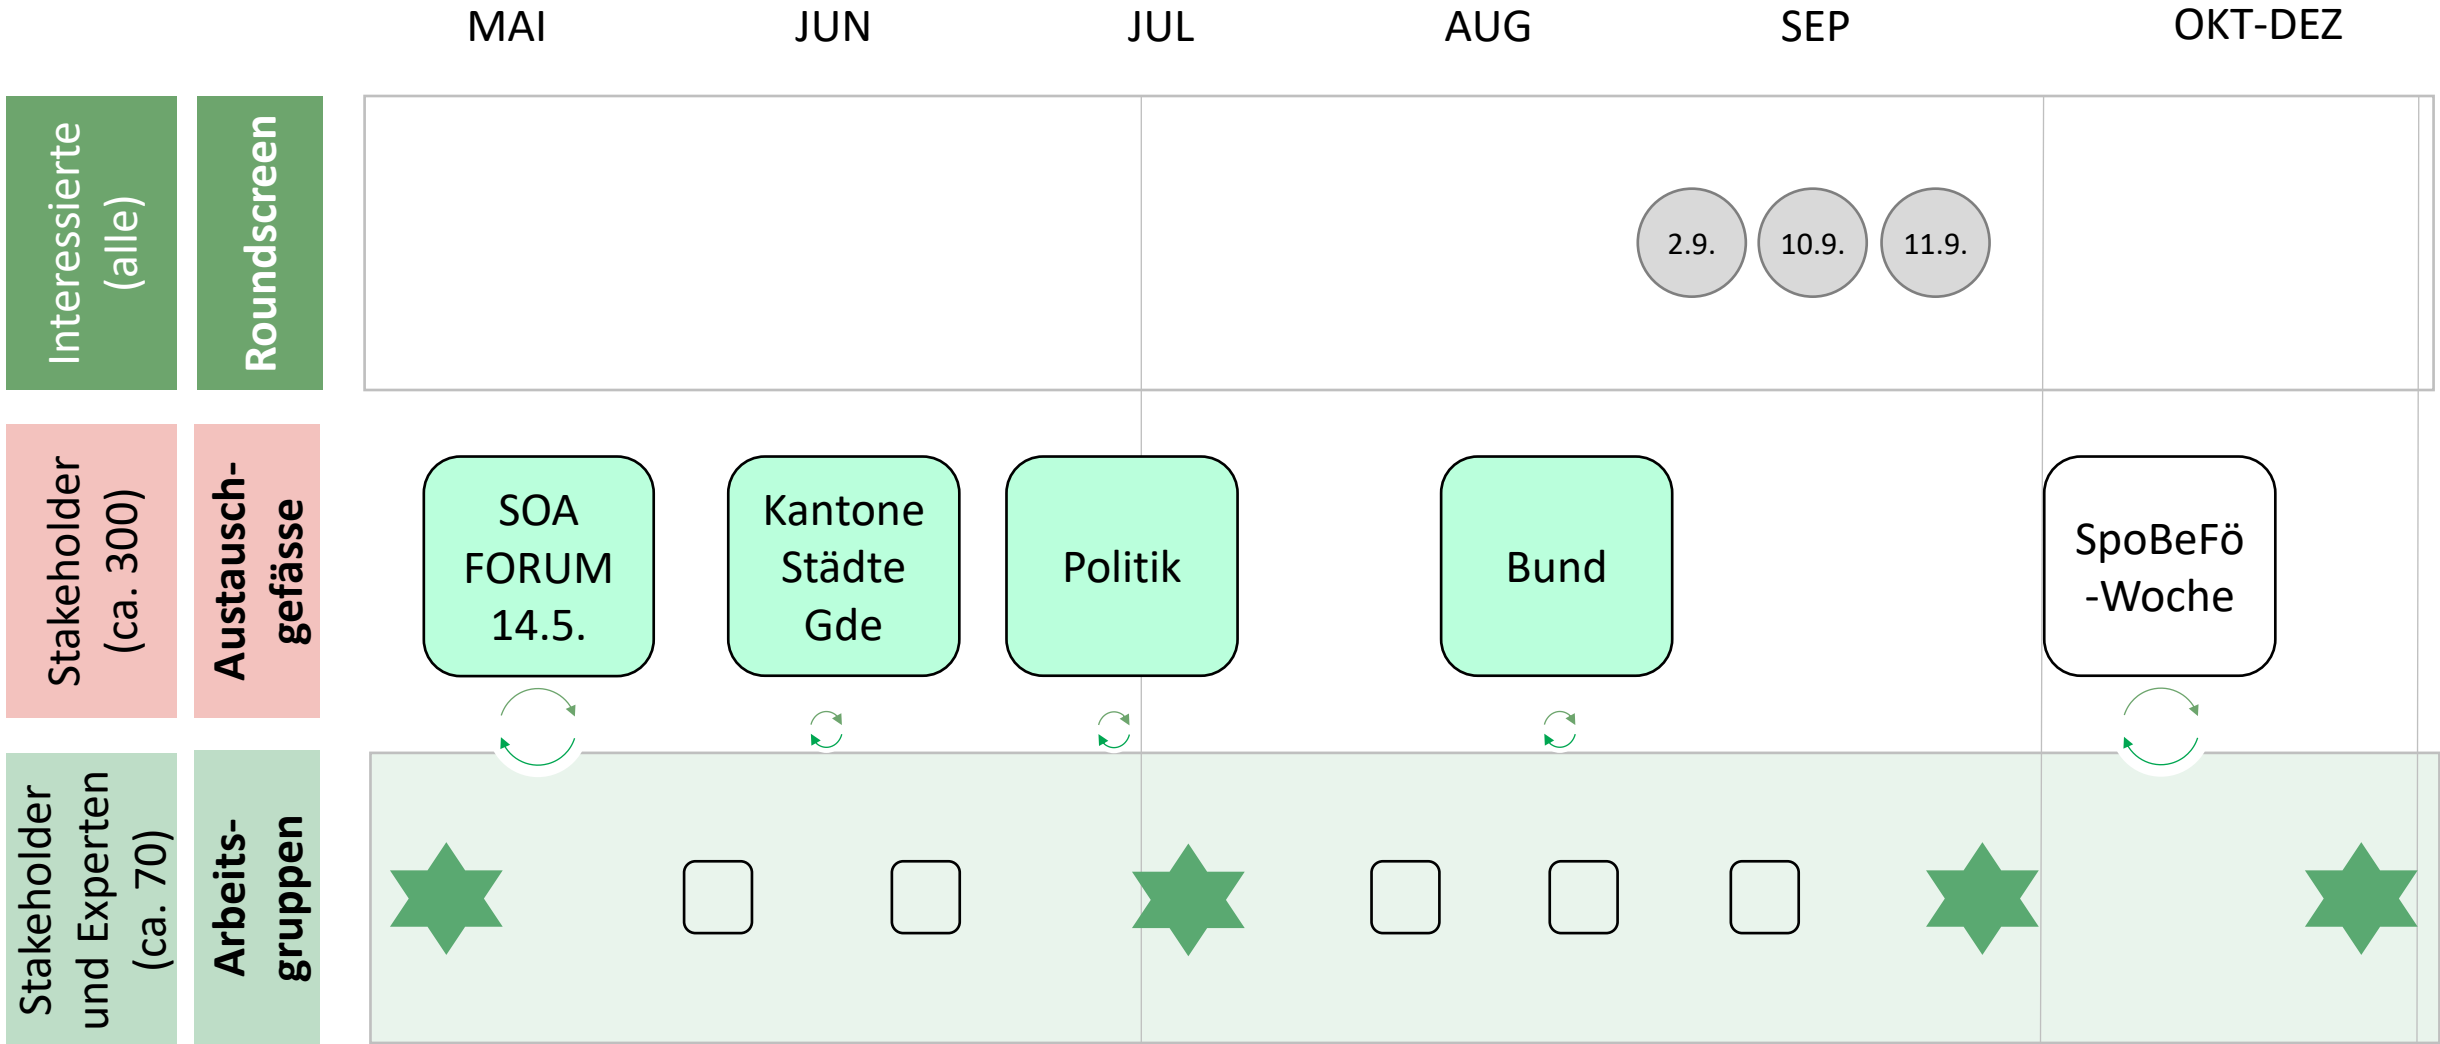 MAI
JUN
JUL
AUG
SEP
OKT-DEZ
Interessierte
(alle)
Roundscreen
2.9.
10.9.
11.9.
Stakeholder
(ca. 300)
Austausch-
gefässe
SOA
FORUM
14.5.
Kantone
Städte
Gde
Politik
Bund
SpoBeFö
-Woche
Stakeholder
und Experten
(ca. 70)
Arbeits-
gruppen